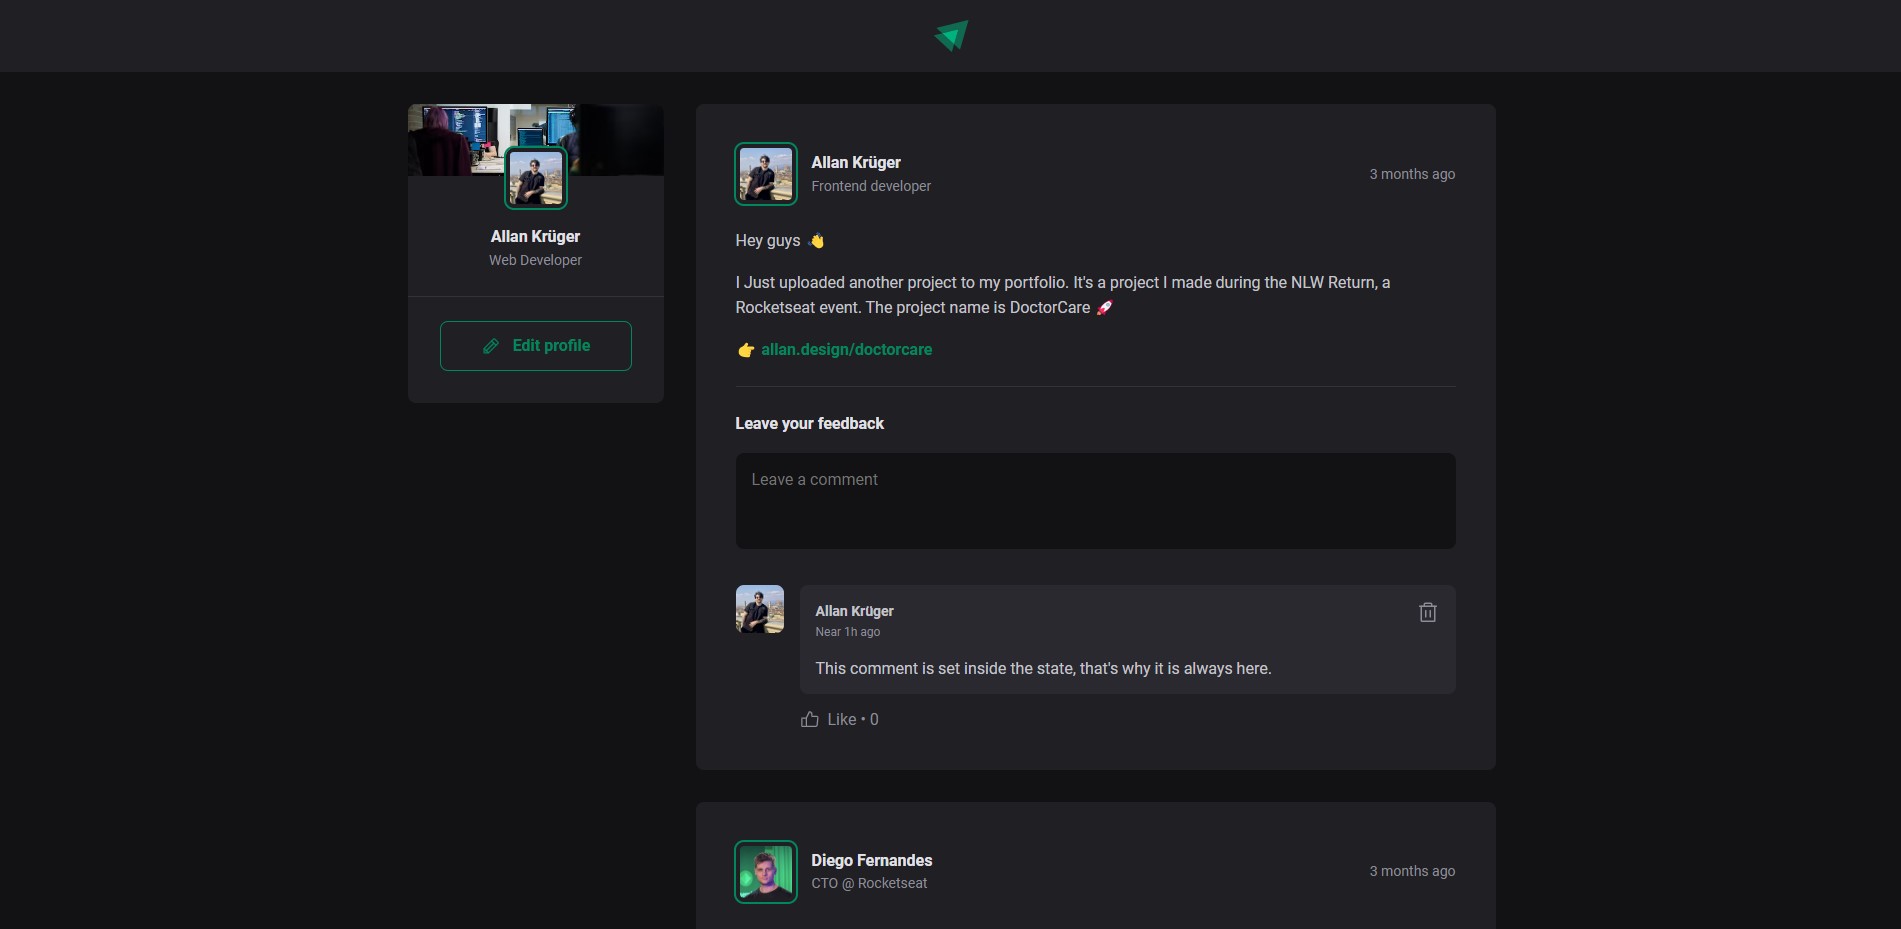 Allan Krüger
Web Developer
Edit profile
Allan Krüger
Frontend developer
3 months ago
Hey guys 👋
I Just uploaded another project to my portfolio. It's a project I made during the NLW Return, a
Rocketseat event. The project name is DoctorCare 🚀
👉 allan.design/doctorcare
Leave your feedback
Leave a comment
Allan Krüger
Near 1h ago
This comment is set inside the state, that's why it is always here.
Like • 0
Diego Fernandes
CTO @ Rocketseat
3 months ago